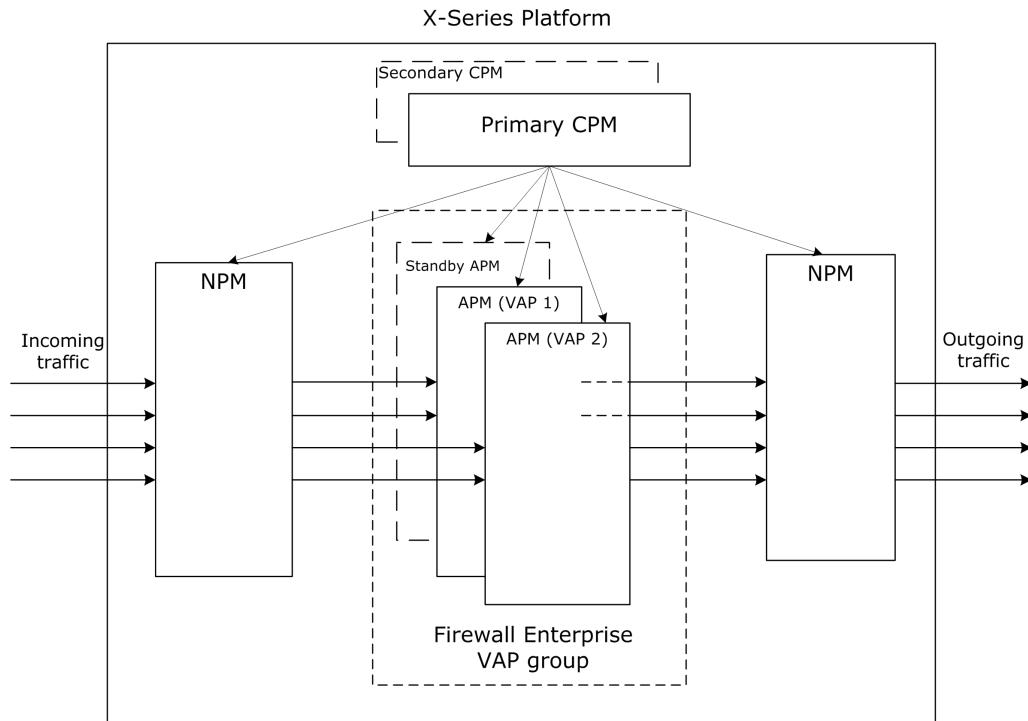 X-Series Platform
Secondary CPM
Primary CPM
Standby APM
NPM
NPM
APM (VAP 1)
APM (VAP 2)
Incoming
traffic
Outgoing
traffic
Firewall Enterprise
VAP group